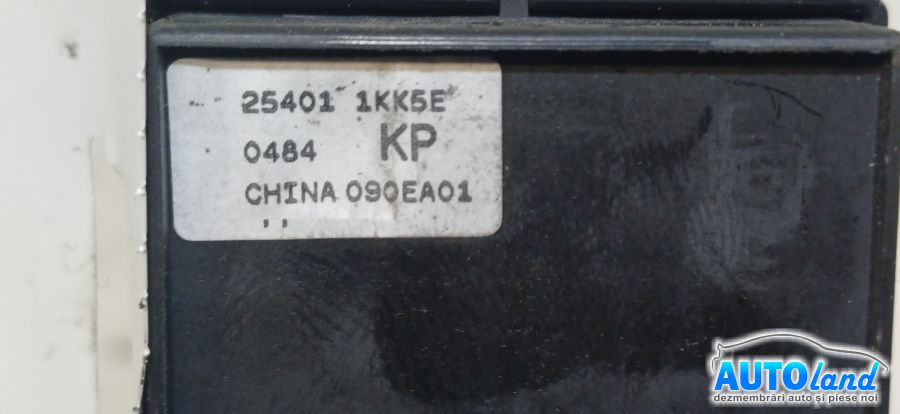 25401 1KK5E
0484 KP
CHINA 090EA01
AUTOland
dezmembrări auto și piese noi